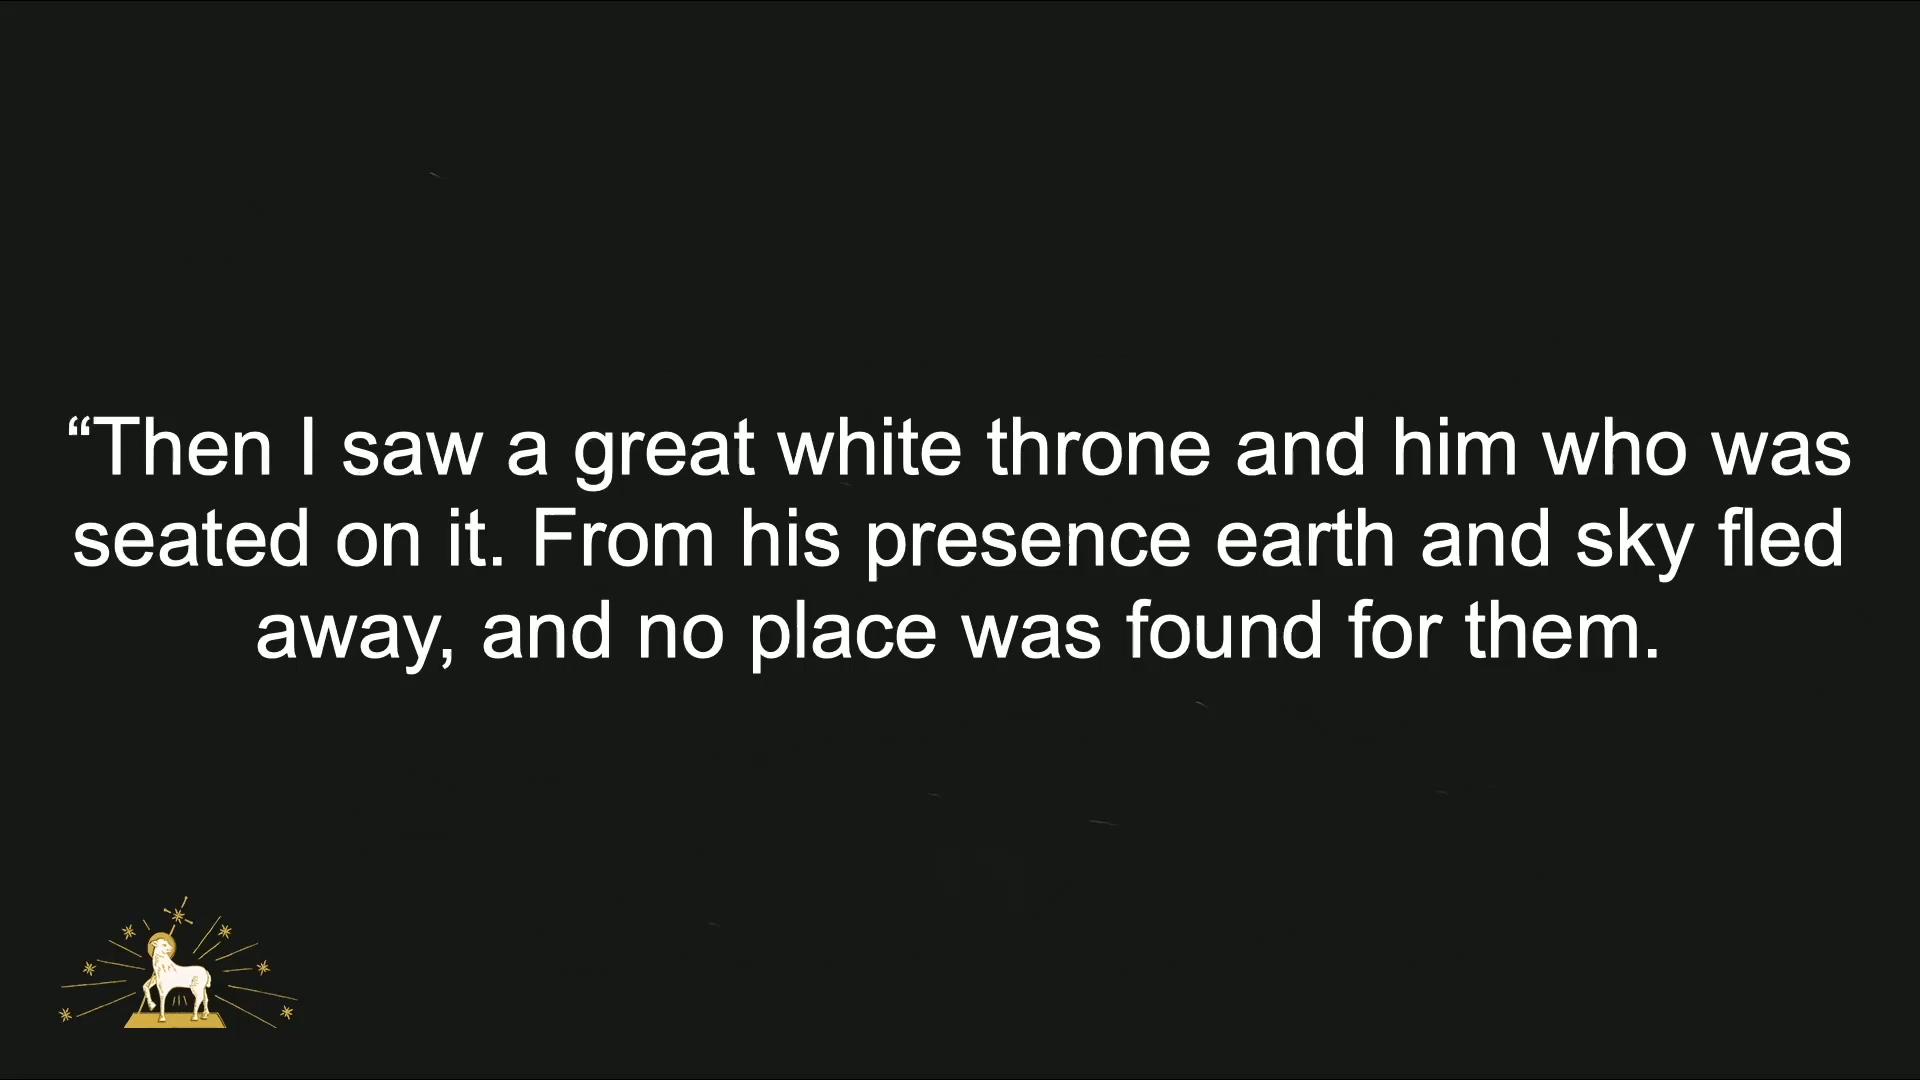 “Then I saw a great white throne and him who was
seated on it. From his presence earth and sky fled
away, and no place was found for them.